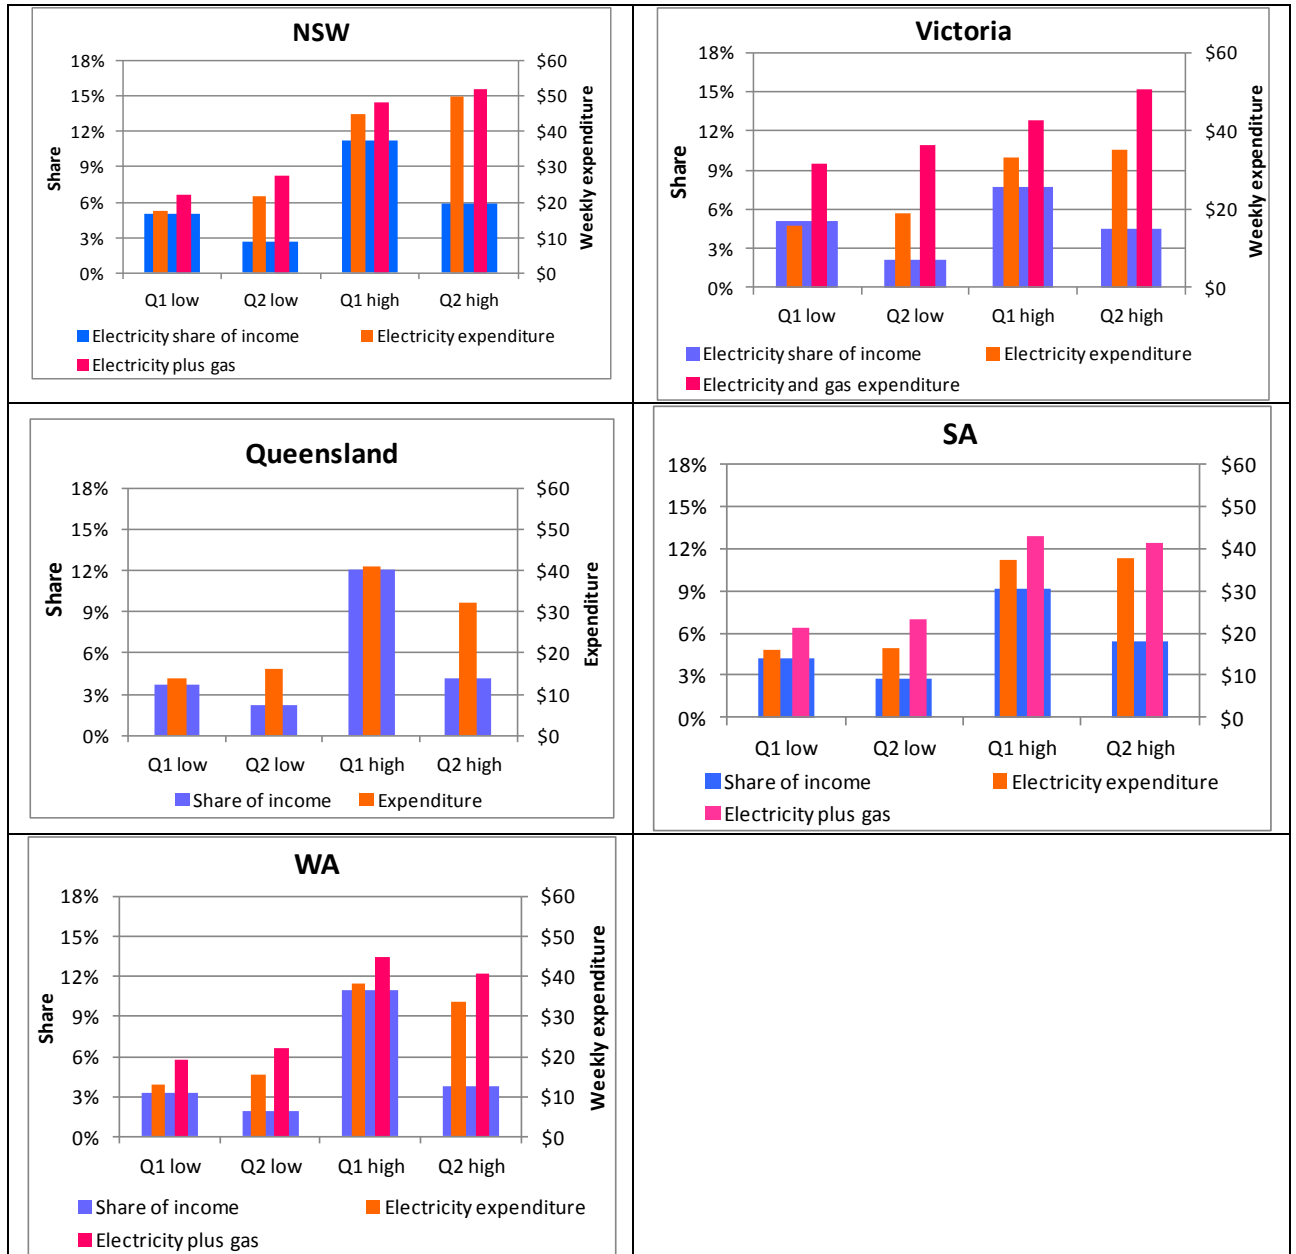 NSW
18% $60
15% $50
12% $40
9% $30
6% $20
3% $10
0% $0
Share
Weekly expenditure
Q1 low Q2 low Q1 high Q2 high
Electricity share of income Electricity expenditure
Electricity plus gas
Victoria
18% $60
15%
12% $40
9%
6% $20
3%
0% $0
Share
Weekly expenditure
Q1 low Q2 low Q1 high Q2 high
Electricity share of income Electricity expenditure
Electricity and gas expenditure
Queensland
18% $60
15% $50
12% $40
9% $30
6% $20
3% $10
0% $0
Share
Expenditure
Q1 low Q2 low Q1 high Q2 high
Share of income Expenditure
SA
18% $60
15% $50
12% $40
9% $30
6% $20
3% $10
0% $0
Q1 low Q2 low Q1 high Q2 high
Share of income Electricity expenditure
Electricity plus gas
WA
18% $60
15% $50
12% $40
9% $30
6% $20
3% $10
0% $0
Share
Weekly expenditure
Q1 low Q2 low Q1 high Q2 high
Share of income Electricity expenditure
Electricity plus gas